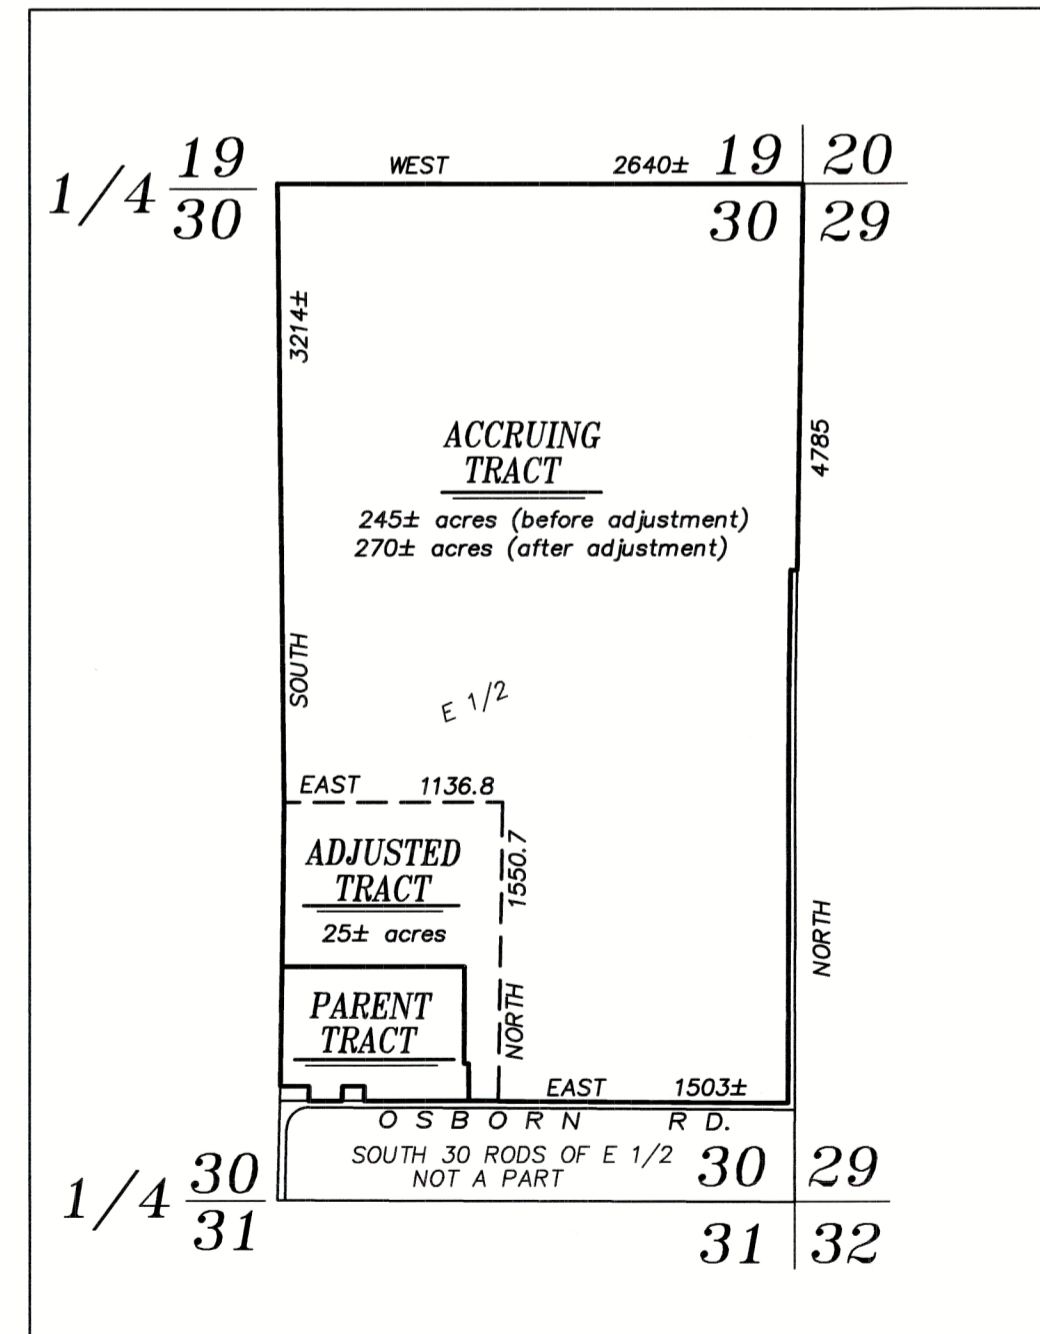 WEST 2640± 19 20
1/4 19
30
30 29
3214±
4785
ACCRUING
TRACT
245± acres (before adjustment)
270± acres (after adjustment)
SOUTH
E 1/2
EAST 1136.8
1550.7
ADJUSTED
TRACT
25± acres
NORTH
PARENT
TRACT
NORTH
EAST 1503±
OSBORN RD.
SOUTH 30 RODS OF E 1/2
NOT A PART
30 29
1/4 30
31
31 32